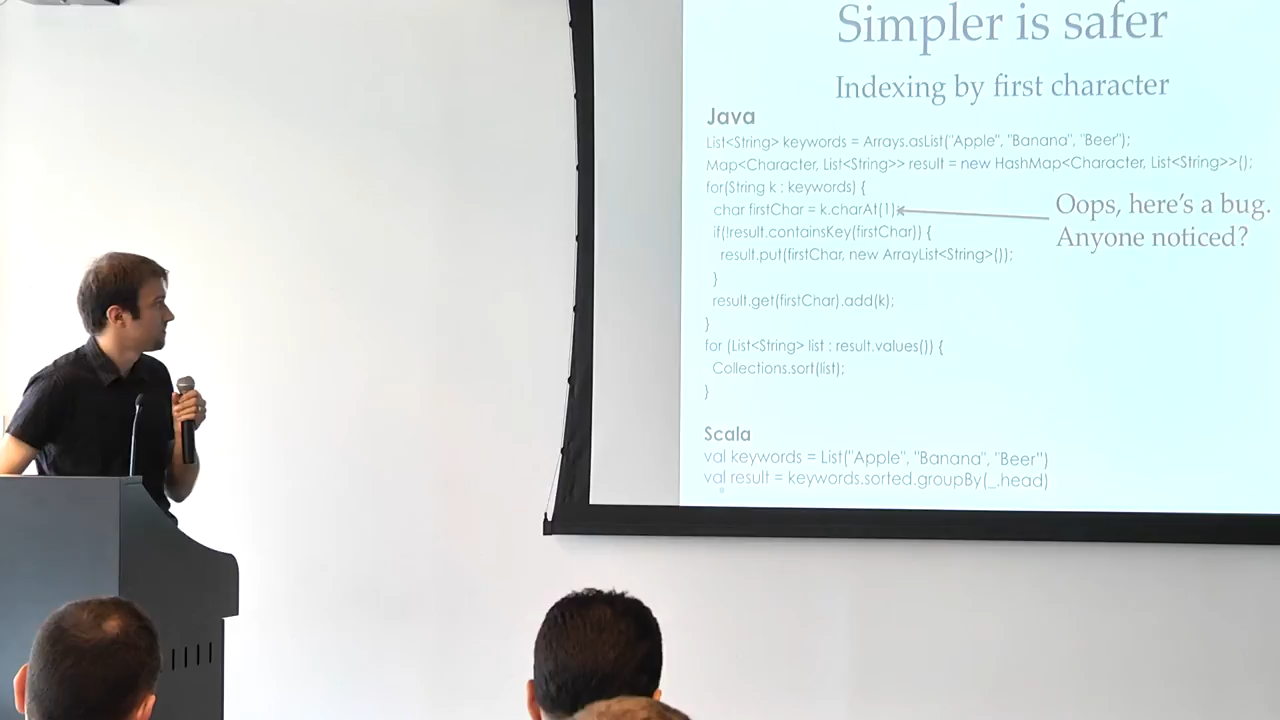 Simpler is safer
Indexing by first character
Java
List<String> keywords = Arrays.asList("Apple", "Banana", "Beer");
Map<Character, List<String>> result = new HashMap<Character, List<String>>();
for(String k : keywords) {
char firstChar = k.charAt(1);
if(!result.containsKey(firstChar)) {
result.put(firstChar, new ArrayList<String>());
}
result.get(firstChar).add(k);
}
for (List<String> list : result.values()) {
Collections.sort(list);
}
Oops, here's a bug.
Anyone noticed?
Scala
val keywords = List("Apple", "Banana", "Beer")
val result = keywords.sorted.groupBy(_.head)